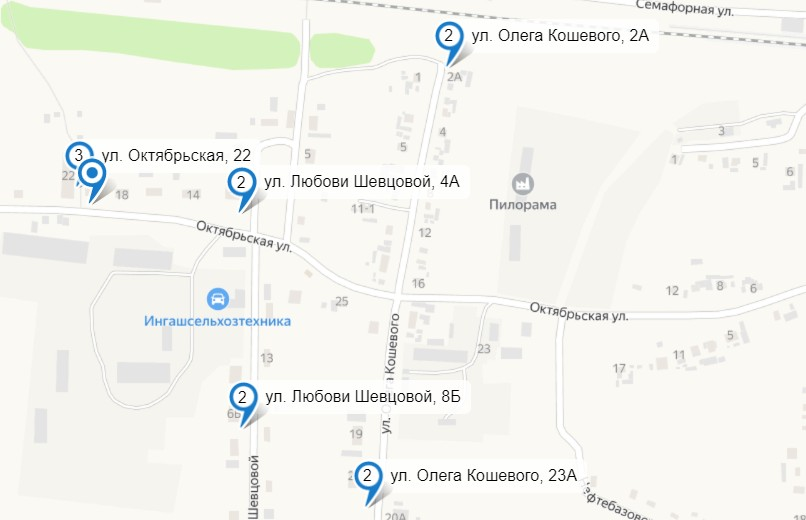 Семафорная ул.
2
ул. Олега Кошевого, 2А
1
2А
4
5
3
1
5
3
ул. Октябрьская, 22
22
18
14
2
ул. Любови Шевцовой, 4А
11-1
Пилорама
12
Октябрьская ул.
16
25
Ингашсельхозтехника
12
8
6
Октябрьская ул.
5
23
11
17
13
ул. Олега Кошевого
2
ул. Любови Шевцовой, 8Б
6Б
19
2
ул. Олега Кошевого, 23А
20А
Шевцовой